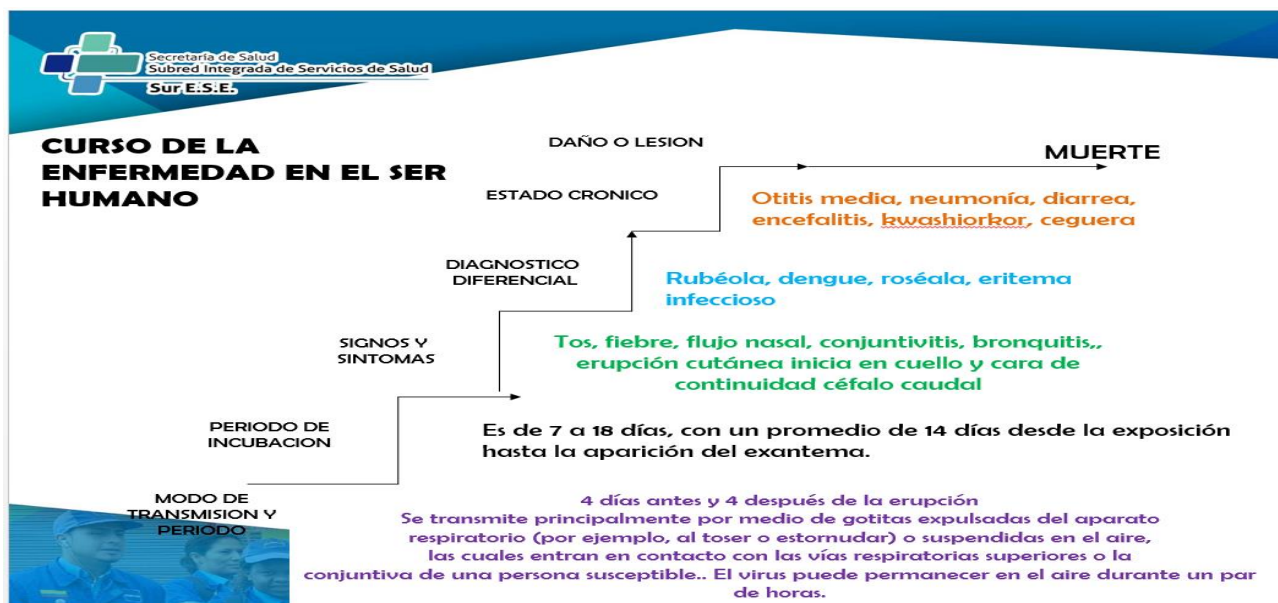 Secretaría de Salud
Subred Integrada de Servicios de Salud
Sur E.S.E.
CURSO DE LA
ENFERMEDAD EN EL SER
HUMANO
DAÑO O LESION
MUERTE
ESTADO CRONICO
Otitis media, neumonía, diarrea,
encefalitis, kwashiorkor, ceguera
DIAGNOSTICO
DIFERENCIAL
Rubéola, dengue, roséala, eritema
infeccioso
SIGNOS Y
SINTOMAS
Tos, fiebre, flujo nasal, conjuntivitis, bronquitis,,
erupción cutánea inicia en cuello y cara de
continuidad céfalo caudal
PERIODO DE
INCUBACION
Es de 7 a 18 días, con un promedio de 14 días desde la exposición
hasta la aparición del exantema.
MODO DE
TRANSMISION Y
PERIODO
4 días antes y 4 después de la erupción
Se transmite principalmente por medio de gotitas expulsadas del aparato
respiratorio (por ejemplo, al toser o estornudar) o suspendidas en el aire,
las cuales entran en contacto con las vías respiratorias superiores o la
conjuntiva de una persona susceptible.. El virus puede permanecer en el aire durante un par
de horas.